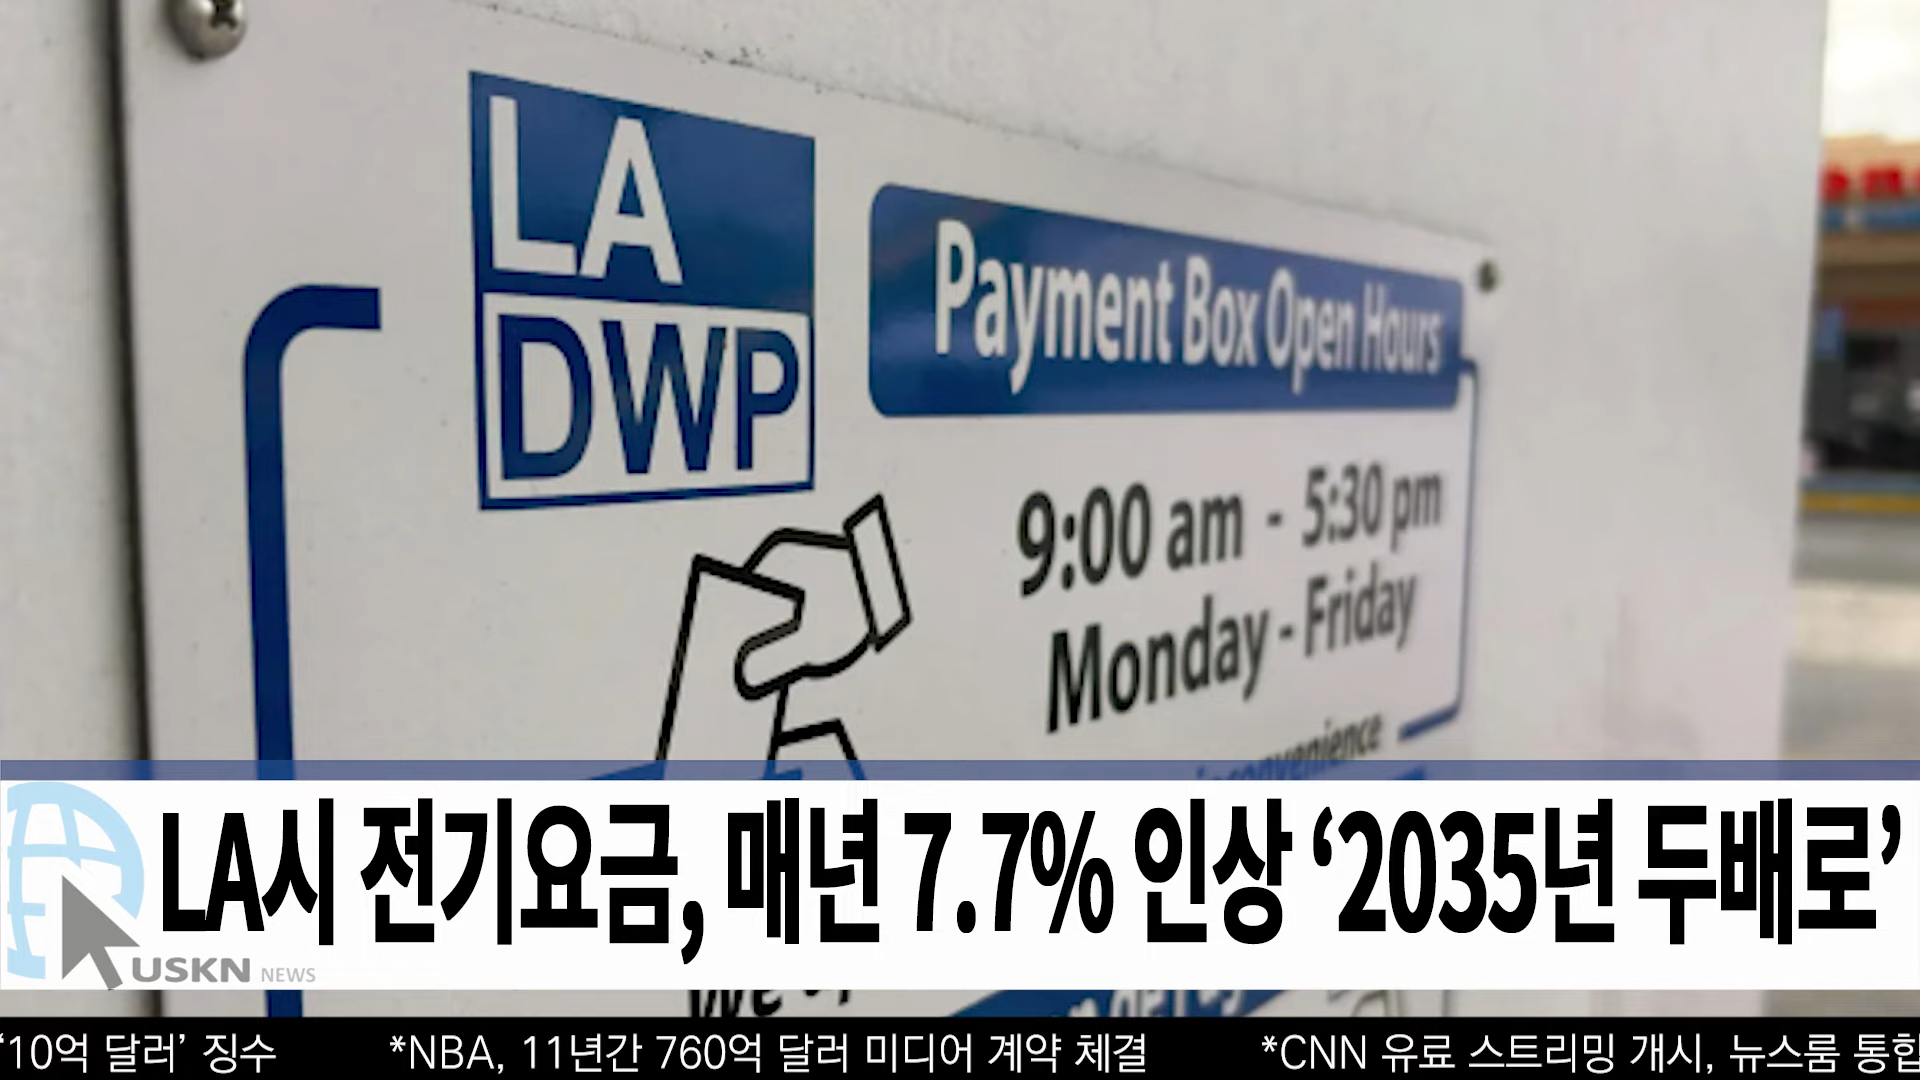 LA
DWP
Payment Box Open Hours
9:00 am - 5:30 pm
Monday - Friday
LA시 전기요금, 매년 7.7% 인상 ‘2035년 두배로’
USKN NEWS
‘10억 달러’ 징수 *NBA, 11년간 760억 달러 미디어 계약 체결 *CNN 유료 스트리밍 개시, 뉴스룸 통합